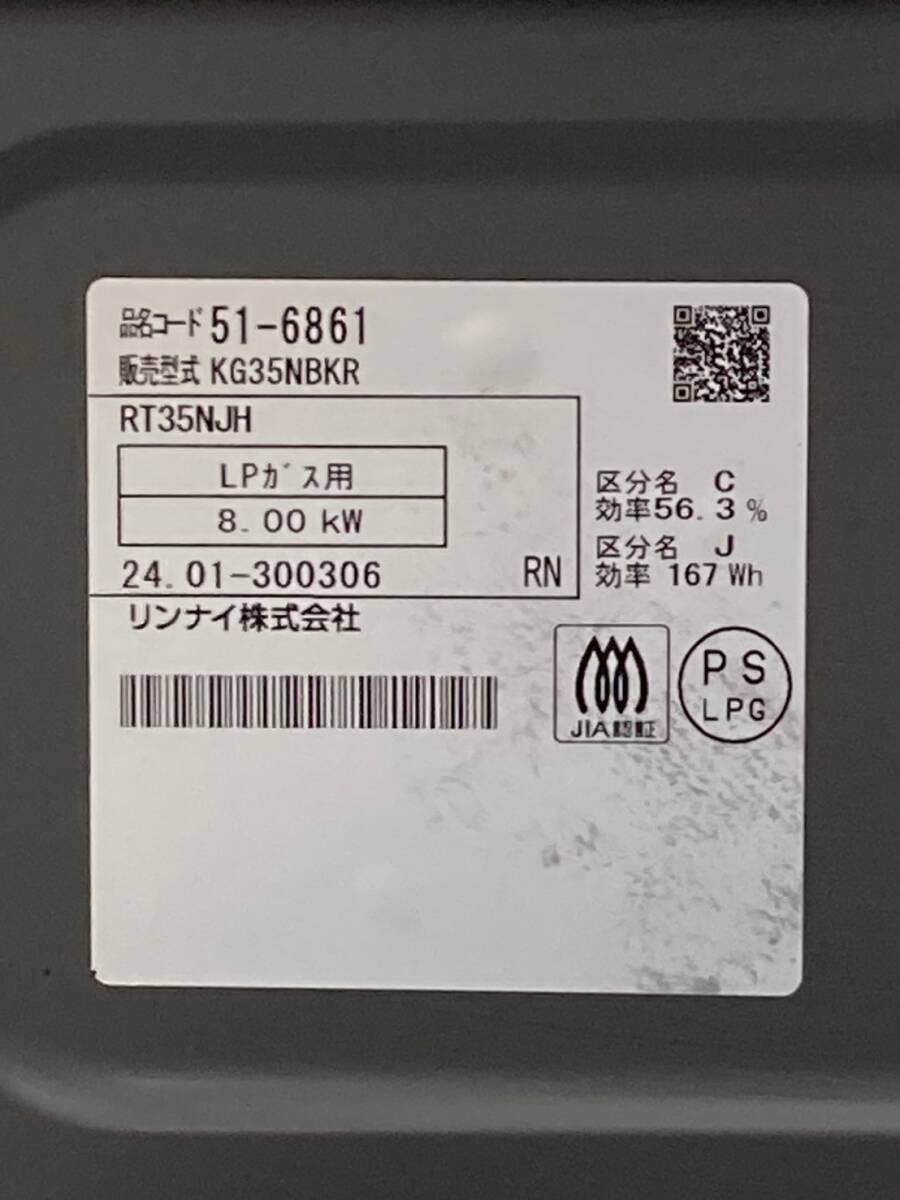 品名コード 51-6861
販売型式 KG35NBKR
RT35NJH
LPガス用
8.00 kW
24.01-300306 RN
リンナイ株式会社
区分名 C
効率56.3 %
区分名 J
効率 167 Wh
JIA認証
PS
LPG